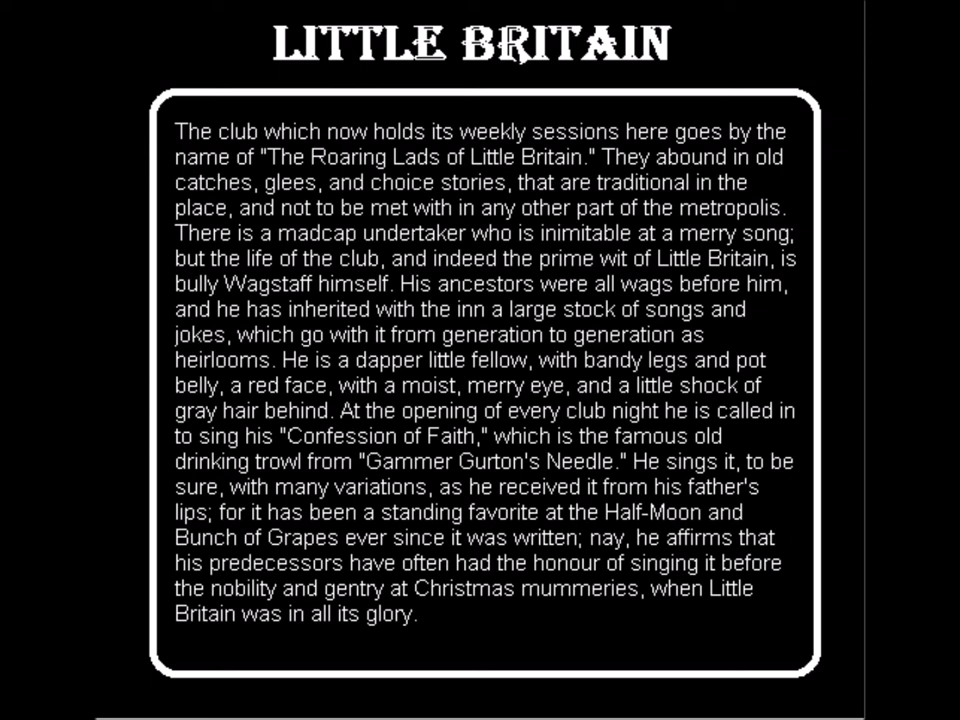 LITTLE BRITAIN
The club which now holds its weekly sessions here goes by the
name of "The Roaring Lads of Little Britain." They abound in old
catches, glees, and choice stories, that are traditional in the
place, and not to be met with in any other part of the metropolis.
There is a madcap undertaker who is inimitable at a merry song;
but the life of the club, and indeed the prime wit of Little Britain, is
bully Wagstaff himself. His ancestors were all wags before him,
and he has inherited with the inn a large stock of songs and
jokes, which go with it from generation to generation as
heirlooms. He is a dapper little fellow, with bandy legs and pot
belly, a red face, with a moist, merry eye, and a little shock of
gray hair behind. At the opening of every club night he is called in
to sing his "Confession of Faith," which is the famous old
drinking trowl from "Gammer Gurton's Needle." He sings it, to be
sure, with many variations, as he received it from his father's
lips; for it has been a standing favorite at the Half-Moon and
Bunch of Grapes ever since it was written; nay, he affirms that
his predecessors have often had the honour of singing it before
the nobility and gentry at Christmas mummeries, when Little
Britain was in all its glory.